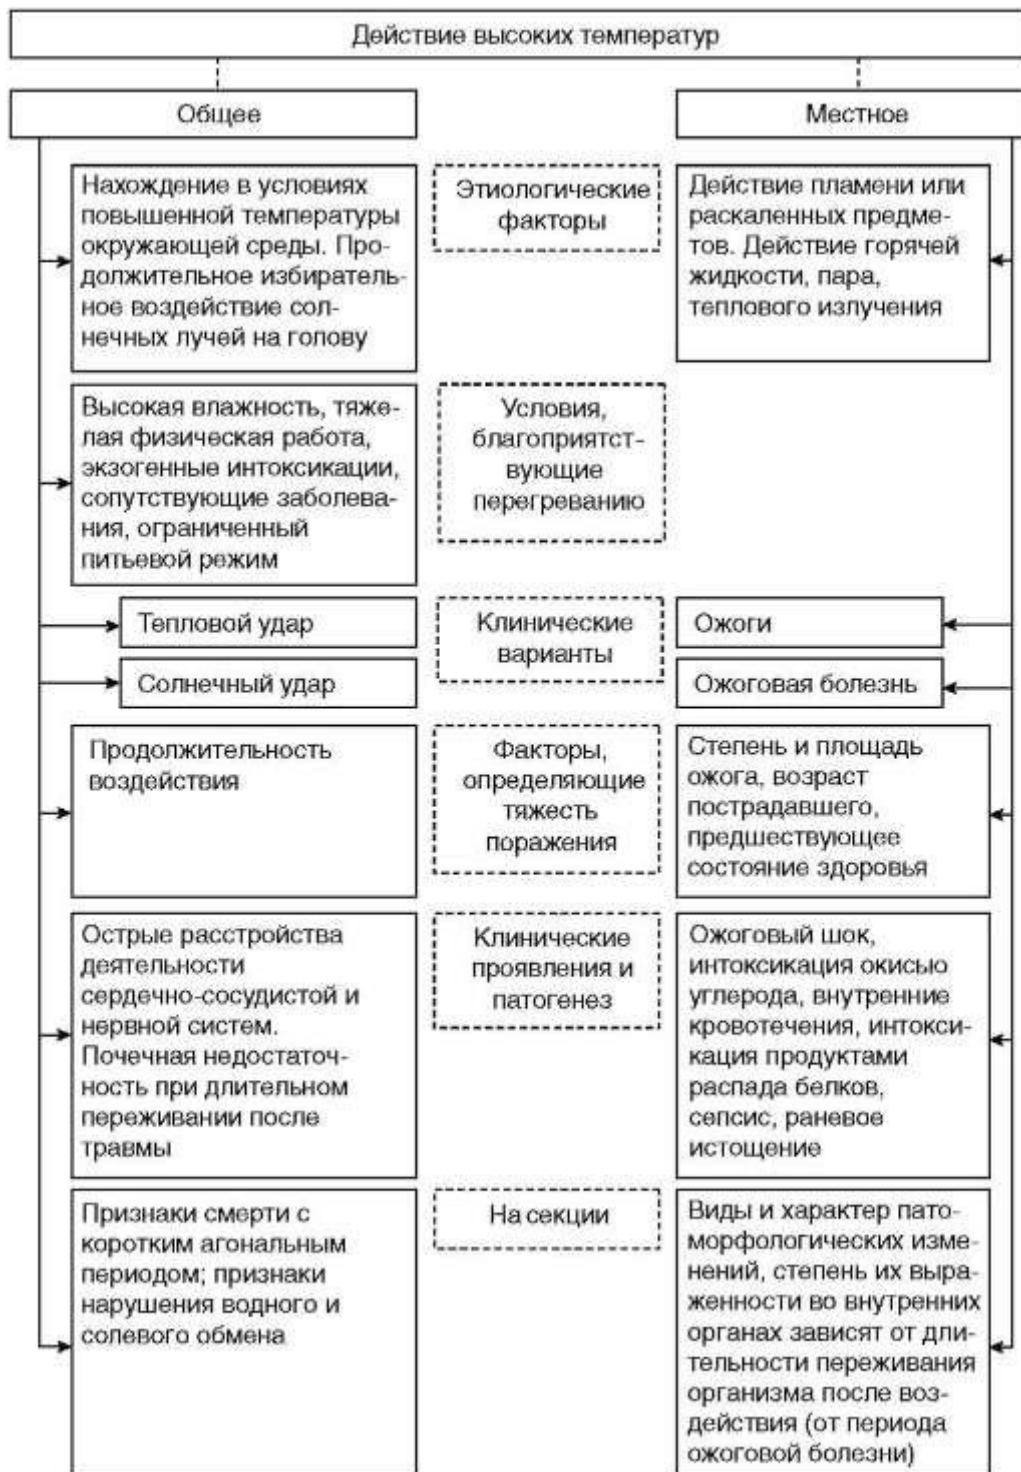 Действие высоких температур
Общее
Местное
Нахождение в условиях
повышенной температуры
окружающей среды. Про-
должительное избиратель-
ное воздействие сол-
нечных лучей на голову
Этиологические
факторы
Действие пламени или
раскаленных предме-
тов. Действие горячей
жидкости, пара,
теплового излучения
Высокая влажность, тяже-
лая физическая работа,
экзогенные интоксикации,
сопутствующие заболева-
ния, ограниченный
питьевой режим
Условия,
благоприятст-
вующие
перегреванию
Тепловой удар
Солнечный удар
Клинические
варианты
Ожоги
Ожоговая болезнь
Продолжительность
воздействия
Факторы,
определяющие
тяжесть
поражения
Степень и площадь
ожога, возраст
пострадавшего,
предшествующее
состояние здоровья
Острые расстройства
деятельности
сердечно-сосудистой и
нервной систем.
Почечная недостаточ-
ность при длительном
переживании после
травмы
Клинические
проявления и
патогенез
Ожоговый шок,
интоксикация окисью
углерода, внутренние
кровотечения, интокси-
кация продуктами
распада белков,
сепсис, раневое
истощение
Признаки смерти с
коротким агональным
периодом; признаки
нарушения водного и
солевого обмена
На секции
Виды и характер пато-
морфологических изме-
нений, степень их выра-
женности во внутренних
органах зависят от дли-
тельности переживания
организма после воз-
действия (от периода
ожоговой болезни)